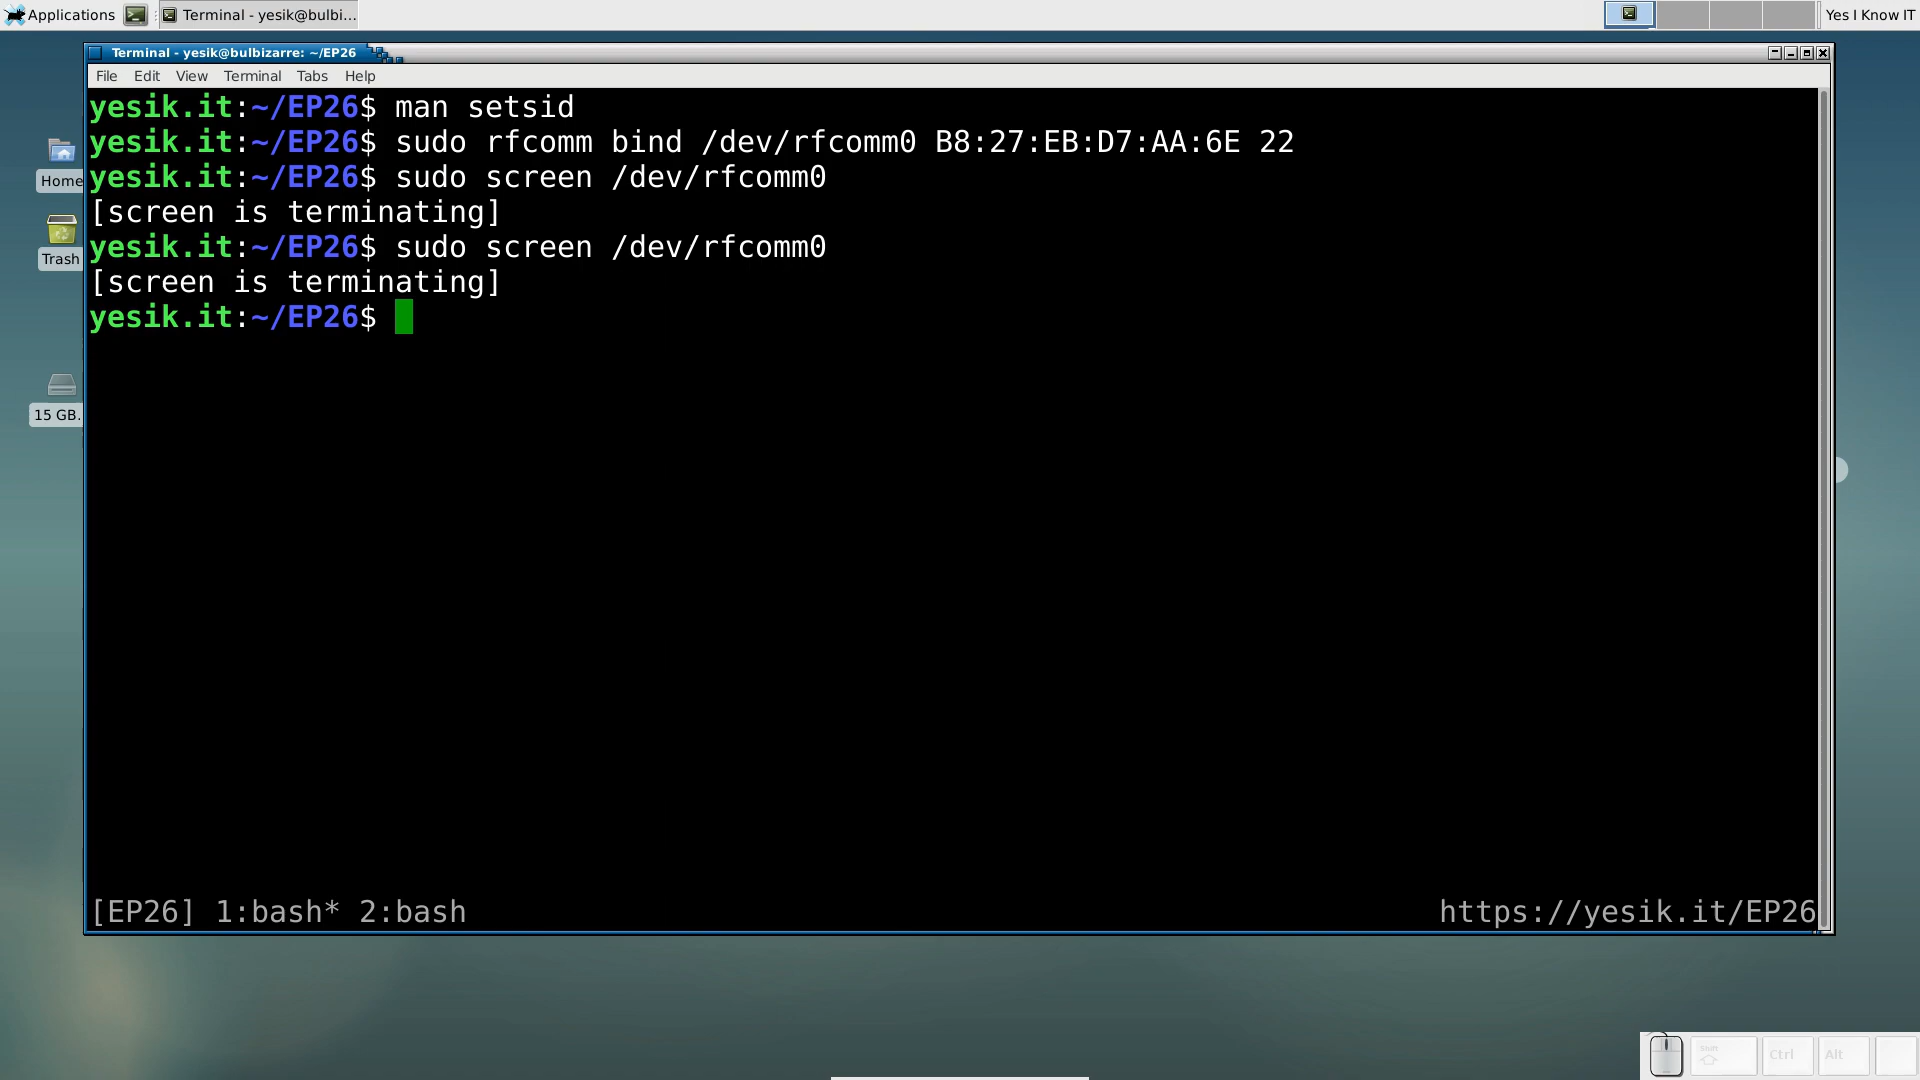 Applications
Terminal - yesik@bulbi...
Yes I Know IT
Terminal - yesik@bulbizarre: ~/EP26
File Edit View Terminal Tabs Help
yesik.it:~/EP26$ man setsid
yesik.it:~/EP26$ sudo rfcomm bind /dev/rfcomm0 B8:27:EB:D7:AA:6E 22
yesik.it:~/EP26$ sudo screen /dev/rfcomm0
[screen is terminating]
yesik.it:~/EP26$ sudo screen /dev/rfcomm0
[screen is terminating]
yesik.it:~/EP26$
Home
Trash
15 GB.
[EP26] 1:bash* 2:bash
https://yesik.it/EP26
Shift
Ctrl
Alt